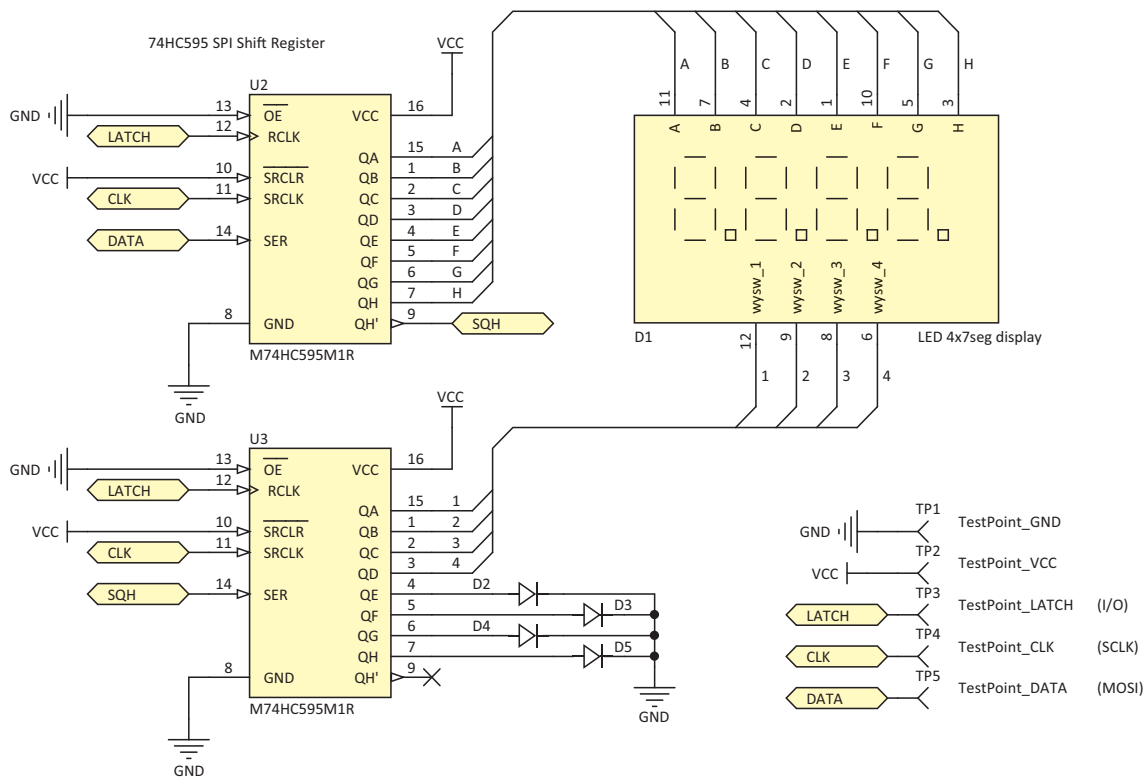 74HC595 SPI Shift Register
VCC
U2
GND 13 OE VCC 16
LATCH 12 RCLK
QA 15 A
VCC 10 SRCLR QB 1 B
CLK 11 SRCLK QC 2 C
QD 3 D
DATA 14 SER QE 4 E
QF 5 F
QG 6 G
QH 7 H
8 GND QH' 9 SQH
M74HC595M1R
GND
A B C D E F G H
11 7 4 2 1 10 5 3
A B C D E F G H
wysw_1 wysw_2 wysw_3 wysw_4
D1 LED 4x7seg display
12 9 8 6
1 2 3 4
VCC
U3
GND 13 OE VCC 16
LATCH 12 RCLK
QA 15 1
VCC 10 SRCLR QB 1 2
CLK 11 SRCLK QC 2 3
QD 3 4
SQH 14 SER QE 4 D2
QF 5 D3
QG 6 D4
QH 7 D5
8 GND QH' 9
M74HC595M1R
GND
GND
GND TP1 TestPoint_GND
VCC TP2 TestPoint_VCC
LATCH TP3 TestPoint_LATCH (I/O)
CLK TP4 TestPoint_CLK (SCLK)
DATA TP5 TestPoint_DATA (MOSI)